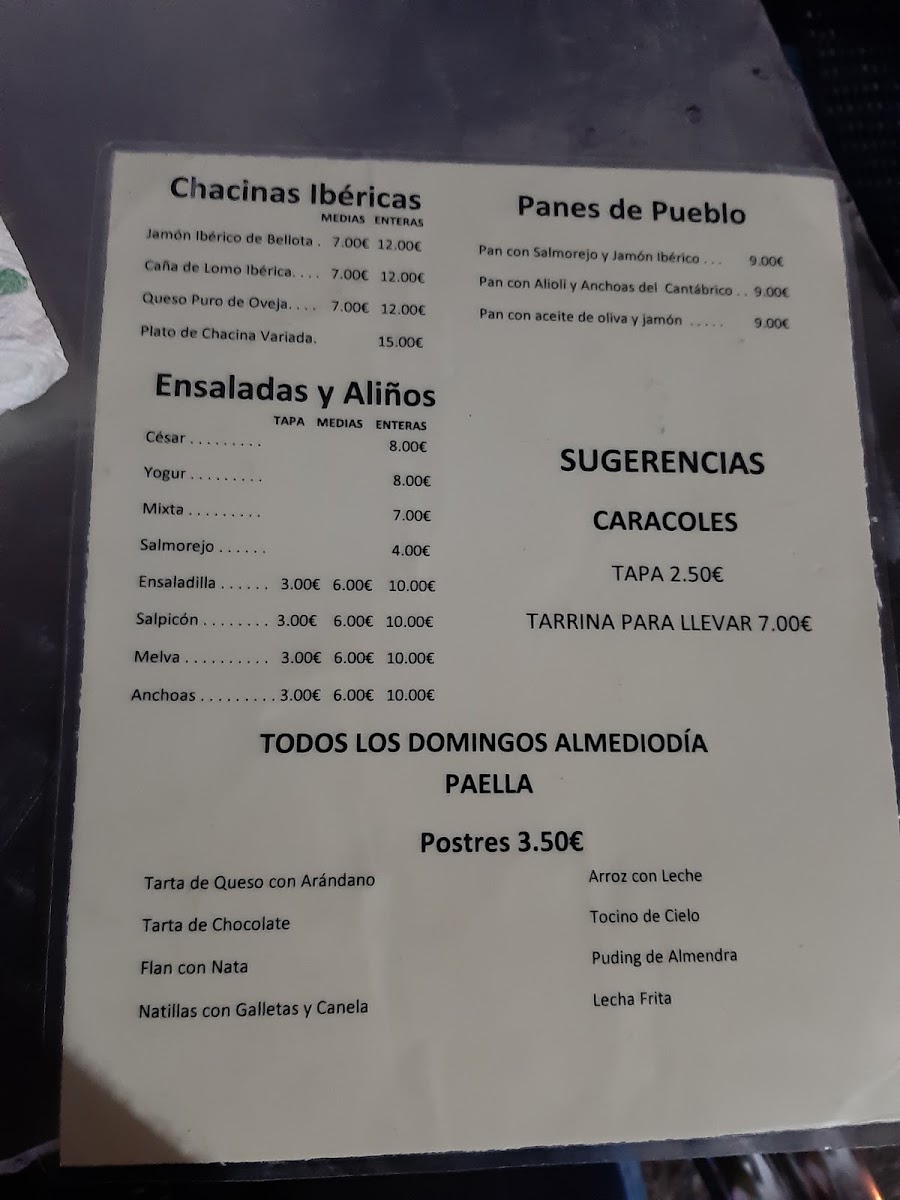 Chacinas Ibéricas
MEDIAS ENTERAS
Jamón Ibérico de Bellota . 7.00€ 12.00€
Caña de Lomo Ibérica. . . . 7.00€ 12.00€
Queso Puro de Oveja. . . . 7.00€ 12.00€
Plato de Chacina Variada. 15.00€
Ensaladas y Aliños
TAPA MEDIAS ENTERAS
César . . . . . . . . . 8.00€
Yogur . . . . . . . . . 8.00€
Mixta . . . . . . . . . 7.00€
Salmorejo . . . . . . 4.00€
Ensaladilla . . . . . . 3.00€ 6.00€ 10.00€
Salpicón . . . . . . . . 3.00€ 6.00€ 10.00€
Melva . . . . . . . . . . 3.00€ 6.00€ 10.00€
Anchoas . . . . . . . . . 3.00€ 6.00€ 10.00€
Panes de Pueblo
Pan con Salmorejo y Jamón Ibérico . . . 9.00€
Pan con Alioli y Anchoas del Cantábrico . . 9.00€
Pan con aceite de oliva y jamón . . . . . 9.00€
SUGERENCIAS
CARACOLES
TAPA 2.50€
TARRINA PARA LLEVAR 7.00€
TODOS LOS DOMINGOS ALMEDIODÍA
PAELLA
Postres 3.50€
Tarta de Queso con Arándano
Tarta de Chocolate
Flan con Nata
Natillas con Galletas y Canela
Arroz con Leche
Tocino de Cielo
Puding de Almendra
Lecha Frita